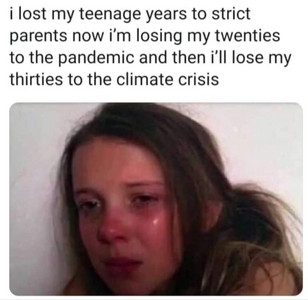 i lost my teenage years to strict
parents now i'm losing my twenties
to the pandemic and then i'll lose my
thirties to the climate crisis